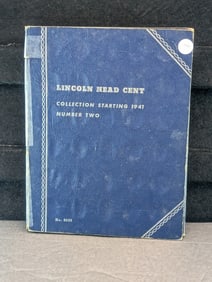 LINCOLN HEAD CENT
COLLECTION STARTING 1941
NUMBER TWO